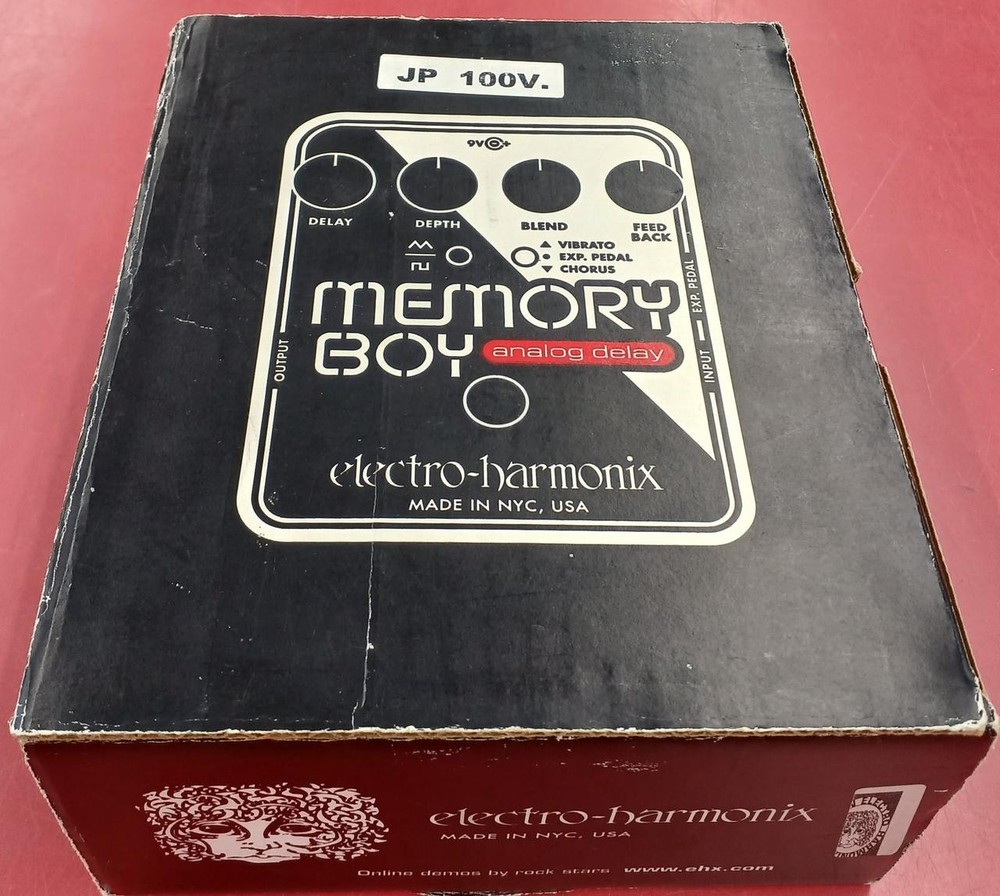 JP 100V.
9V
DELAY
DEPTH
BLEND
FEED
BACK
VIBRATO
EXP. PEDAL
CHORUS
EXP. PEDAL
MEMORY
BOY analog delay
OUTPUT
INPUT
electro-harmonix
MADE IN NYC, USA
electro-harmonix
MADE IN NYC, USA
Online demos by rock stars www.ehx.com